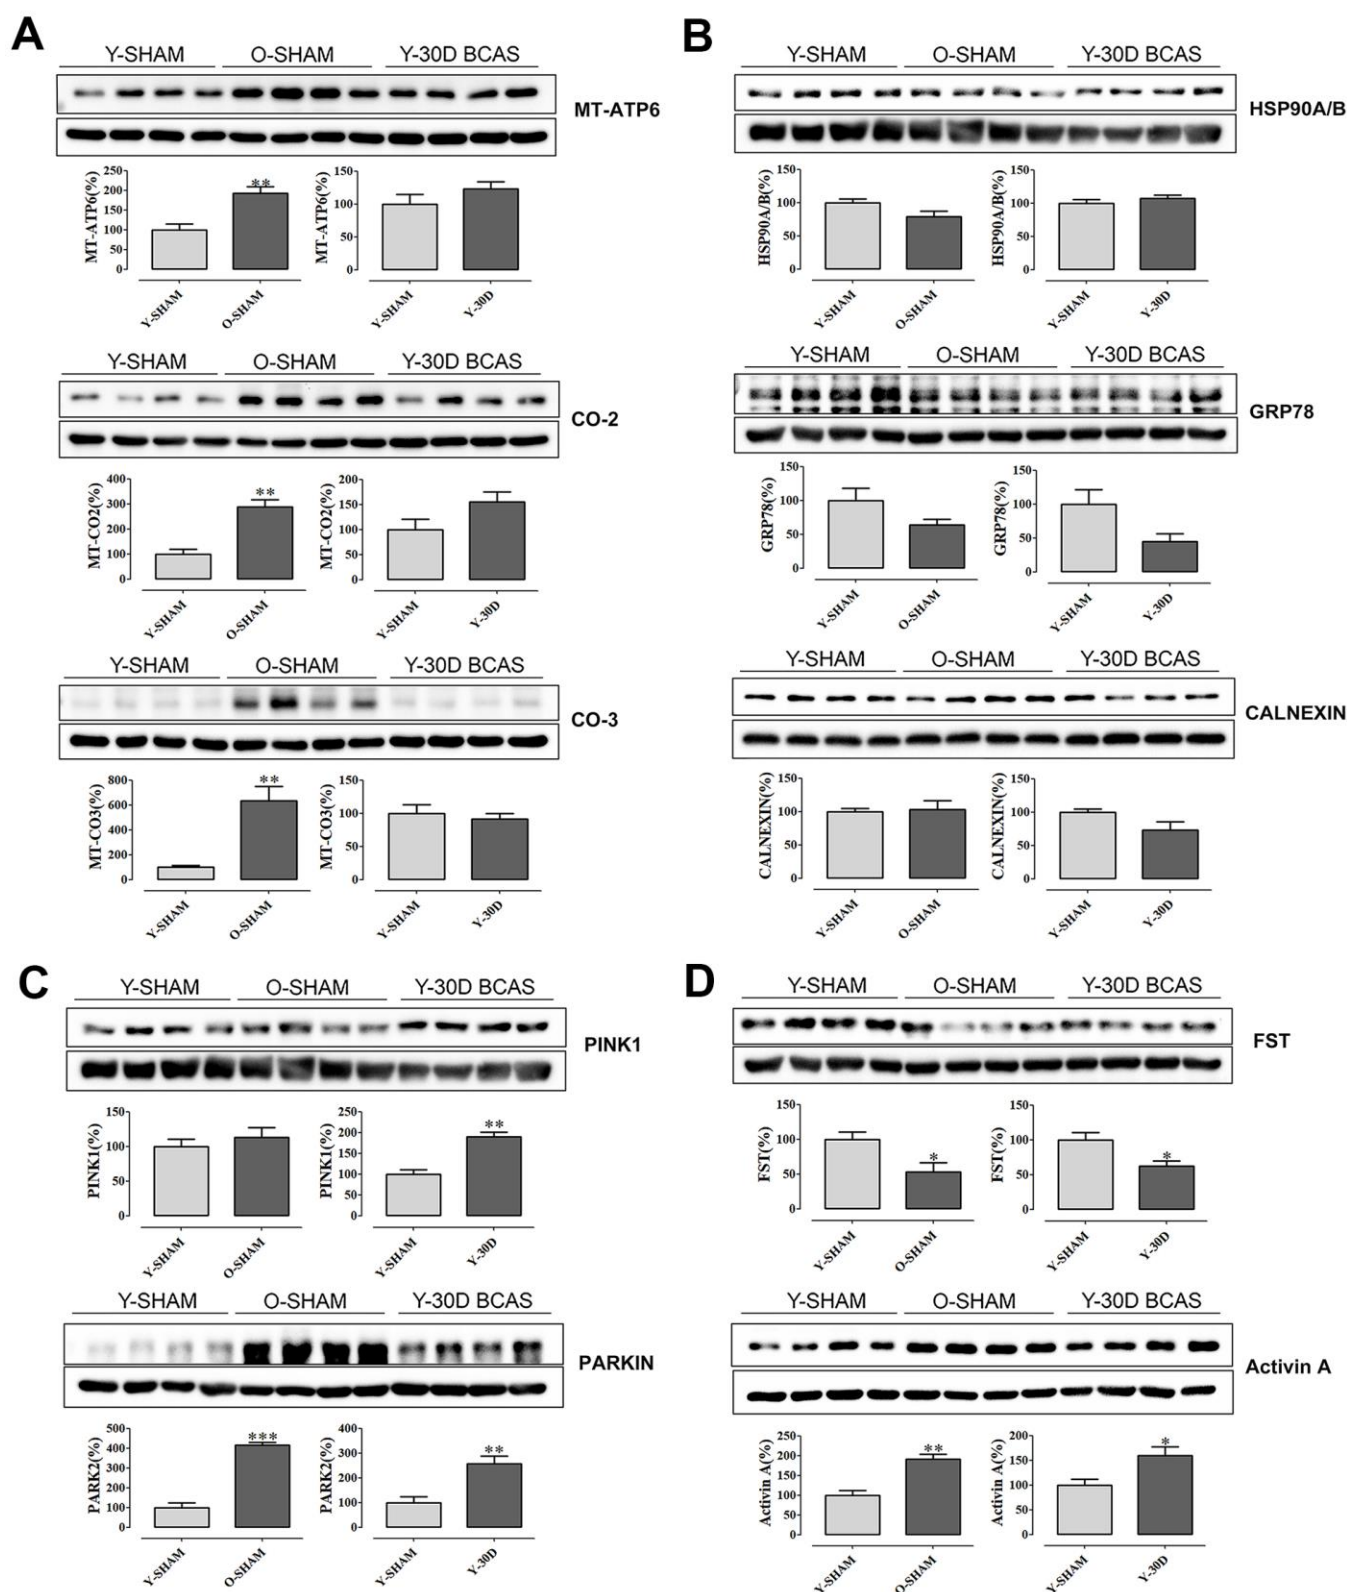 A
Y-SHAM O-SHAM Y-30D BCAS
MT-ATP6
MT-ATP6(%)
250
200
150
100
50
0
**
Y-SHAM
O-SHAM
MT-ATP6(%)
150
100
50
0
Y-SHAM
Y-30D
Y-SHAM O-SHAM Y-30D BCAS
CO-2
MT-CO2(%)
400
300
200
100
0
**
Y-SHAM
O-SHAM
MT-CO2(%)
200
150
100
50
0
Y-SHAM
Y-30D
Y-SHAM O-SHAM Y-30D BCAS
CO-3
MT-CO3(%)
800
600
400
200
0
**
Y-SHAM
O-SHAM
MT-CO3(%)
150
100
50
0
Y-SHAM
Y-30D
B
Y-SHAM O-SHAM Y-30D BCAS
HSP90A/B
HSP90A/B(%)
150
100
50
0
Y-SHAM
O-SHAM
HSP90A/B(%)
150
100
50
0
Y-SHAM
Y-30D
Y-SHAM O-SHAM Y-30D BCAS
GRP78
GRP78(%)
150
100
50
0
Y-SHAM
O-SHAM
GRP78(%)
150
100
50
0
Y-SHAM
Y-30D
Y-SHAM O-SHAM Y-30D BCAS
CALNEXIN
CALNEXIN(%)
150
100
50
0
Y-SHAM
O-SHAM
CALNEXIN(%)
150
100
50
0
Y-SHAM
Y-30D
C
Y-SHAM O-SHAM Y-30D BCAS
PINK1
PINK1(%)
150
100
50
0
Y-SHAM
O-SHAM
PINK1(%)
250
200
150
100
50
0
**
Y-SHAM
Y-30D
Y-SHAM O-SHAM Y-30D BCAS
PARKIN
PARK2(%)
500
400
300
200
100
0
***
Y-SHAM
O-SHAM
PARK2(%)
400
300
200
100
0
**
Y-SHAM
Y-30D
D
Y-SHAM O-SHAM Y-30D BCAS
FST
FST(%)
150
100
50
0
*
Y-SHAM
O-SHAM
FST(%)
150
100
50
0
*
Y-SHAM
Y-30D
Y-SHAM O-SHAM Y-30D BCAS
Activin A
Activin A(%)
250
200
150
100
50
0
**
Y-SHAM
O-SHAM
Activin A(%)
200
150
100
50
0
*
Y-SHAM
Y-30D